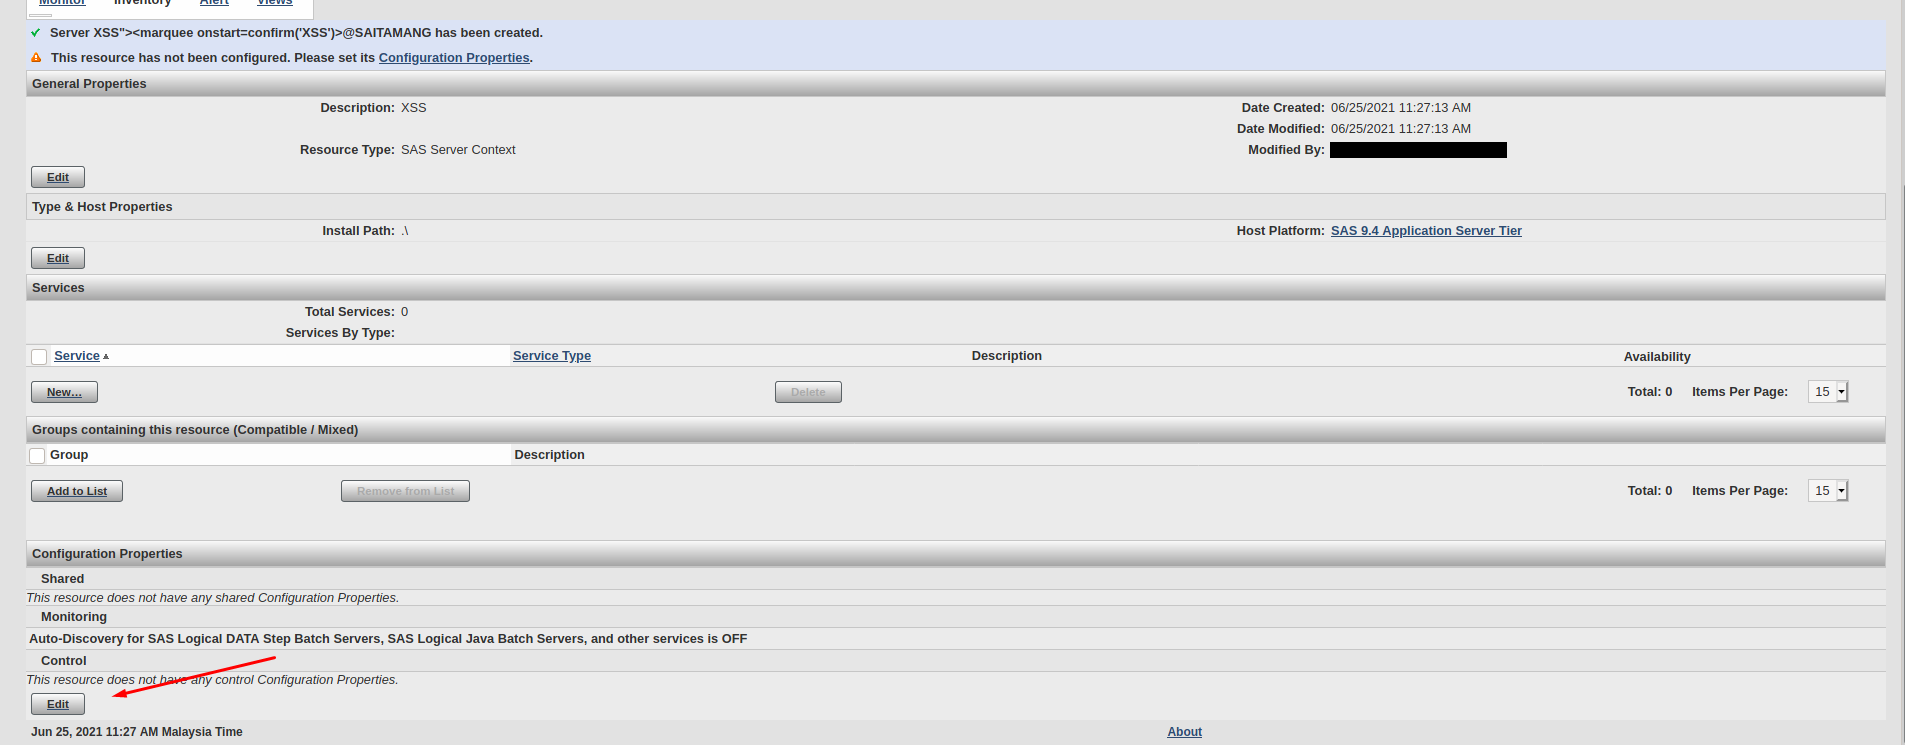 Monitor Inventory Alert Views
Server XSS"><marquee onstart=confirm('XSS')>@SAITAMANG has been created.
This resource has not been configured. Please set its Configuration Properties.
General Properties
Description: XSS Date Created: 06/25/2021 11:27:13 AM
Date Modified: 06/25/2021 11:27:13 AM
Resource Type: SAS Server Context Modified By:
Edit
Type & Host Properties
Install Path: .\ Host Platform: SAS 9.4 Application Server Tier
Edit
Services
Total Services: 0
Services By Type:
Service Service Type Description Availability
New... Delete Total: 0 Items Per Page: 15
Groups containing this resource (Compatible / Mixed)
Group Description
Add to List Remove from List Total: 0 Items Per Page: 15
Configuration Properties
Shared
This resource does not have any shared Configuration Properties.
Monitoring
Auto-Discovery for SAS Logical DATA Step Batch Servers, SAS Logical Java Batch Servers, and other services is OFF
Control
This resource does not have any control Configuration Properties.
Edit
Jun 25, 2021 11:27 AM Malaysia Time About